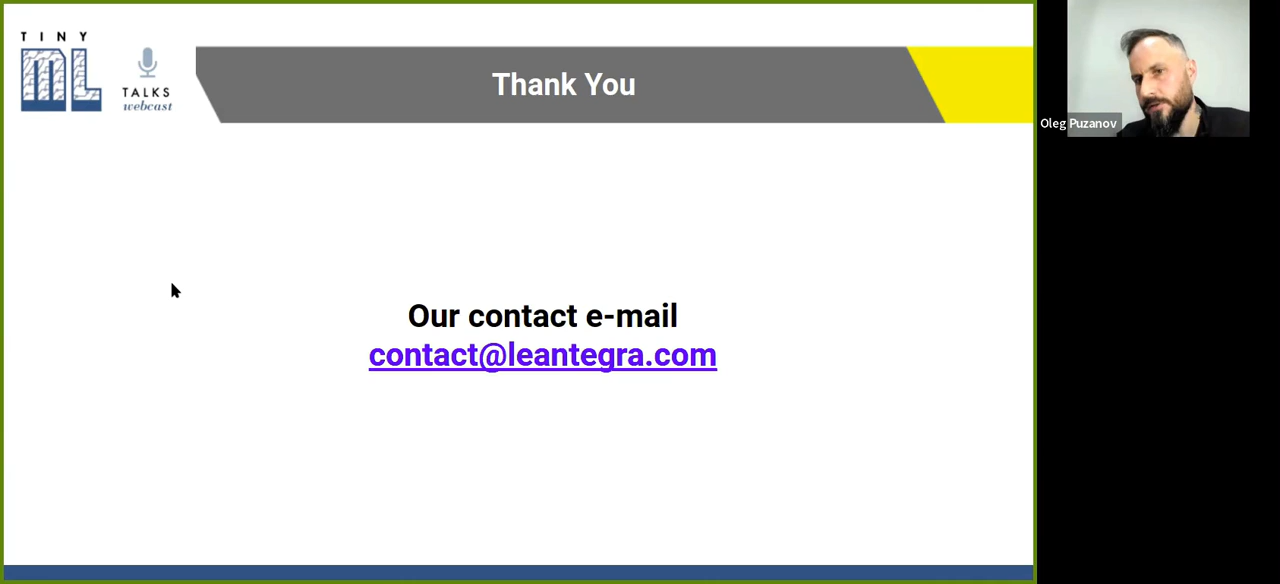 TINY
ML
TALKS
webcast
Thank You
Our contact e-mail
contact@leantegra.com
Oleg Puzanov